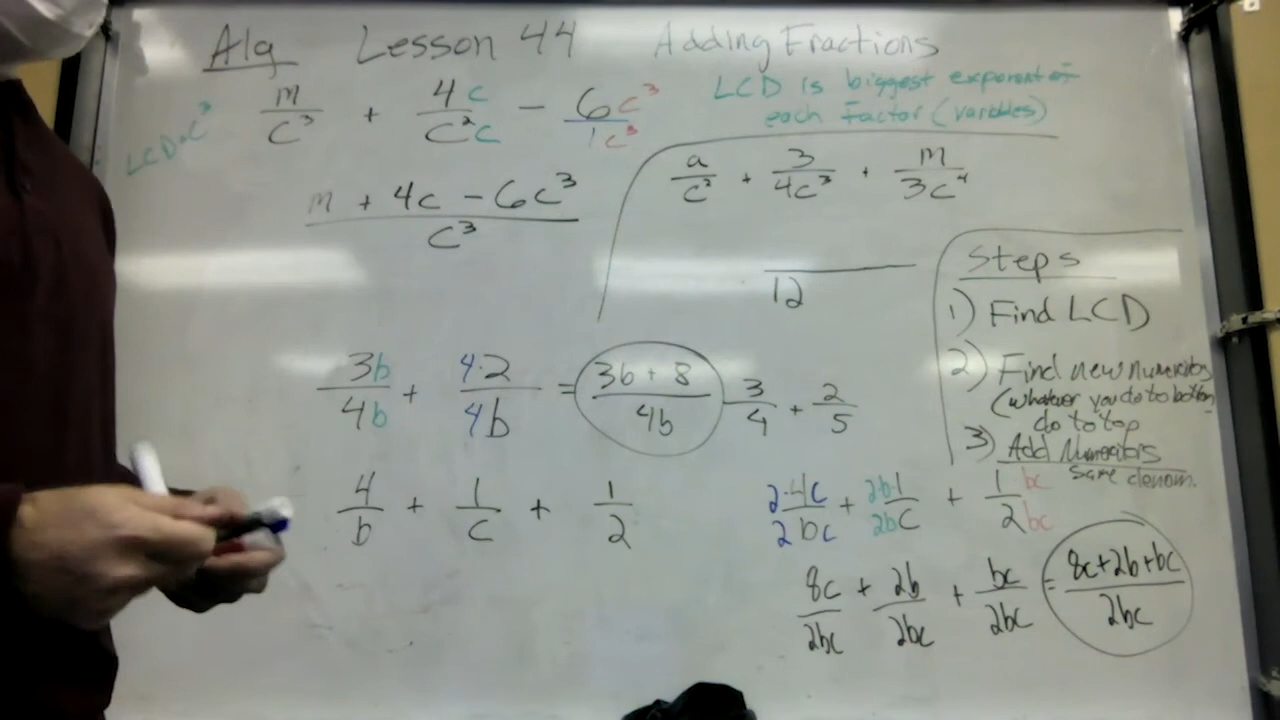 Alg Lesson 44 Adding Fractions
LCD is biggest exponent of
each factor (variables)
LCD = C³
m/C³ + 4c/C²c − 6c³/1c³
m + 4c − 6c³ / C³
a/c² + 3/4c³ + m/3c⁴
12
Steps
1) Find LCD
2) Find new numerators
(whatever you do to bottom
do to top
3) Add Numeritors
same denom.
3b/4b + 4·2/4b = 3b + 8/4b
3/4 + 2/5
4/b + 1/c + 1/2
2·4c/2bc + 2b·1/2bc + 1bc/2bc
8c/2bc + 2b/2bc + bc/2bc = 8c+2b+bc/2bc